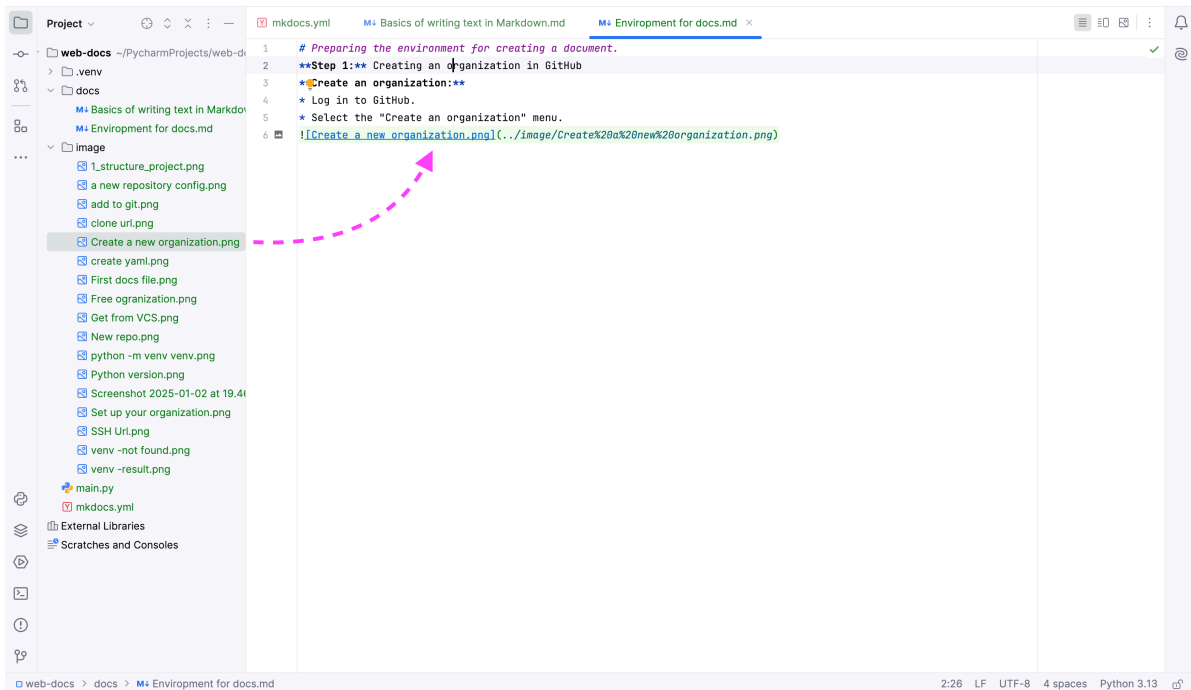 Project
mkdocs.yml
M↓ Basics of writing text in Markdown.md
M↓ Enviropment for docs.md
web-docs ~/PycharmProjects/web-do
.venv
docs
M↓ Basics of writing text in Markdov
M↓ Enviropment for docs.md
image
1_structure_project.png
a new repository config.png
add to git.png
clone url.png
Create a new organization.png
create yaml.png
First docs file.png
Free ogranization.png
Get from VCS.png
New repo.png
python -m venv venv.png
Python version.png
Screenshot 2025-01-02 at 19.46
Set up your organization.png
SSH Url.png
venv -not found.png
venv -result.png
main.py
mkdocs.yml
External Libraries
Scratches and Consoles
1 # Preparing the environment for creating a document.
2 **Step 1:** Creating an organization in GitHub
3 **Create an organization:**
4 * Log in to GitHub.
5 * Select the "Create an organization" menu.
6 ![Create a new organization.png](../image/Create%20a%20new%20organization.png)
web-docs > docs > M↓ Enviropment for docs.md
2:26 LF UTF-8 4 spaces Python 3.13